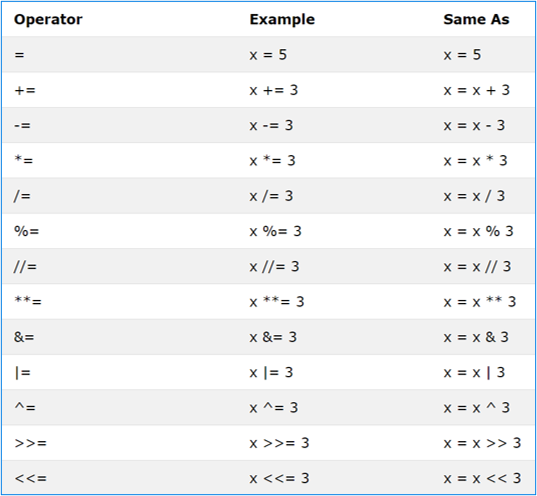 Operator Example Same As
= x = 5 x = 5
+= x += 3 x = x + 3
-= x -= 3 x = x - 3
*= x *= 3 x = x * 3
/= x /= 3 x = x / 3
%= x %= 3 x = x % 3
//= x //= 3 x = x // 3
**= x **= 3 x = x ** 3
&= x &= 3 x = x & 3
|= x |= 3 x = x | 3
^= x ^= 3 x = x ^ 3
>>= x >>= 3 x = x >> 3
<<= x <<= 3 x = x << 3